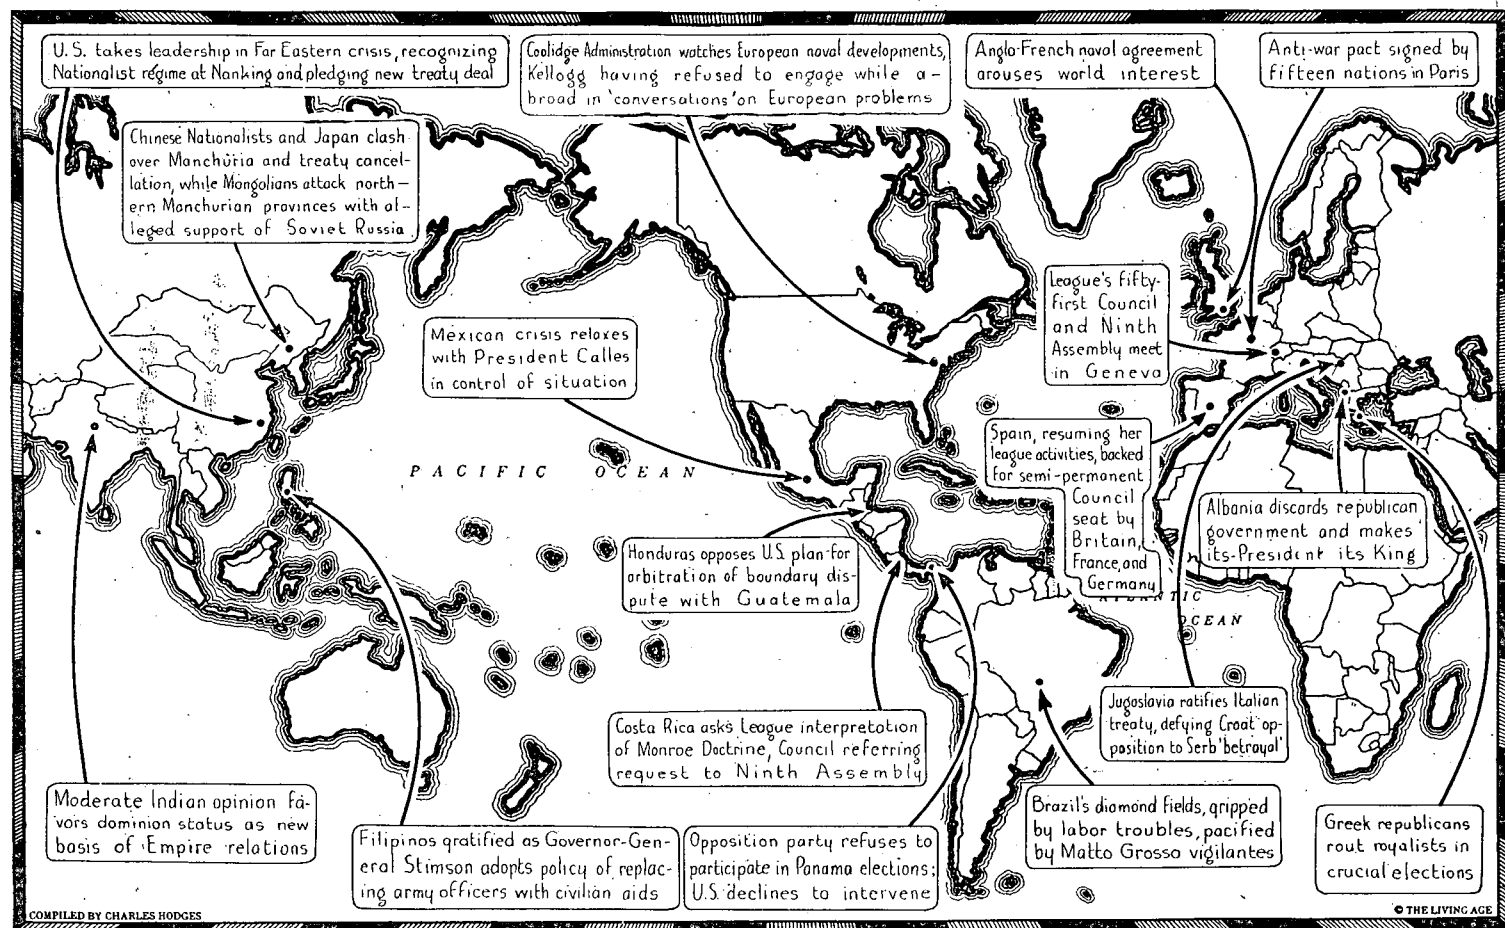 U.S. takes leadership in Far Eastern crisis, recognizing
Nationalist régime at Nanking and pledging new treaty deal
Coolidge Administration watches European naval developments,
Kellogg having refused to engage while a-
broad in 'conversations' on European problems
Anglo-French naval agreement
arouses world interest
Anti-war pact signed by
fifteen nations in Paris
Chinese Nationalists and Japan clash
over Manchuria and treaty cancel-
lation, while Mongolians attack north-
ern Manchurian provinces with al-
leged support of Soviet Russia
League's fifty-
first Council
and Ninth
Assembly meet
in Geneva
Mexican crisis relaxes
with President Calles
in control of situation
Spain, resuming her
league activities, backed
for semi-permanent
Council
seat by
Britain,
France, and
Germany
PACIFIC OCEAN
Albania discards republican
government and makes
its President its King
Honduras opposes U.S. plan for
arbitration of boundary dis-
pute with Guatemala
ATLANTIC
OCEAN
Jugoslavia ratifies Italian
treaty, defying Croat op-
position to Serb 'betrayal'
Costa Rica asks League interpretation
of Monroe Doctrine, Council referring
request to Ninth Assembly
Moderate Indian opinion fa-
vors dominion status as new
basis of Empire relations
Filipinos gratified as Governor-Gen-
eral Stimson adopts policy of replac-
ing army officers with civilian aids
Opposition party refuses to
participate in Panama elections;
U.S. declines to intervene
Brazil's diamond fields, gripped
by labor troubles, pacified
by Matto Grosso vigilantes
Greek republicans
rout royalists in
crucial elections
COMPILED BY CHARLES HODGES
© THE LIVING AGE